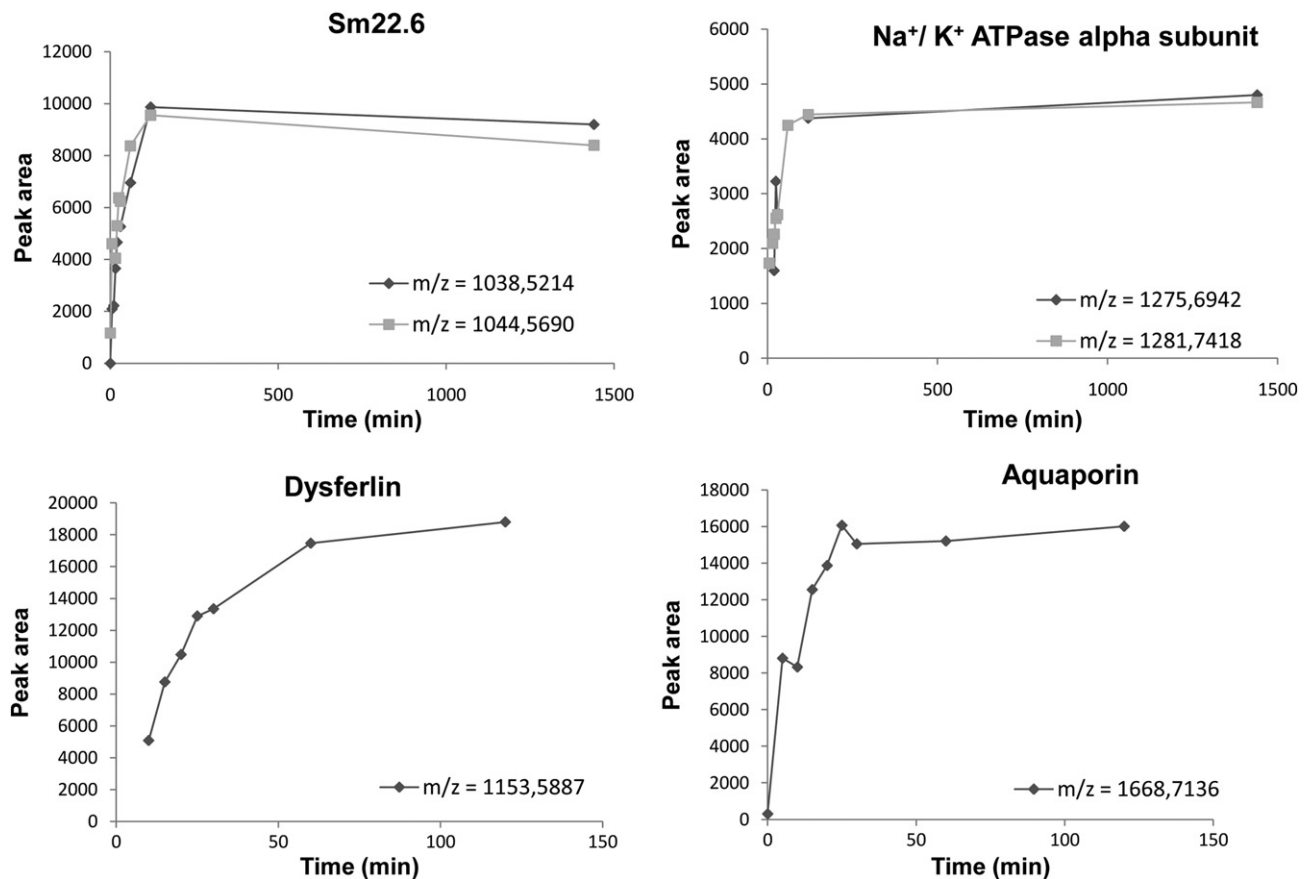 Sm22.6
12000
10000
8000
6000
4000
2000
0
Peak area
0 500 1000 1500
Time (min)
m/z = 1038,5214
m/z = 1044,5690
Na⁺/ K⁺ ATPase alpha subunit
6000
5000
4000
3000
2000
1000
0
Peak area
0 500 1000 1500
Time (min)
m/z = 1275,6942
m/z = 1281,7418
Dysferlin
20000
18000
16000
14000
12000
10000
8000
6000
4000
2000
0
Peak area
0 50 100 150
Time (min)
m/z = 1153,5887
Aquaporin
18000
16000
14000
12000
10000
8000
6000
4000
2000
0
Peak area
0 50 100 150
Time (min)
m/z = 1668,7136